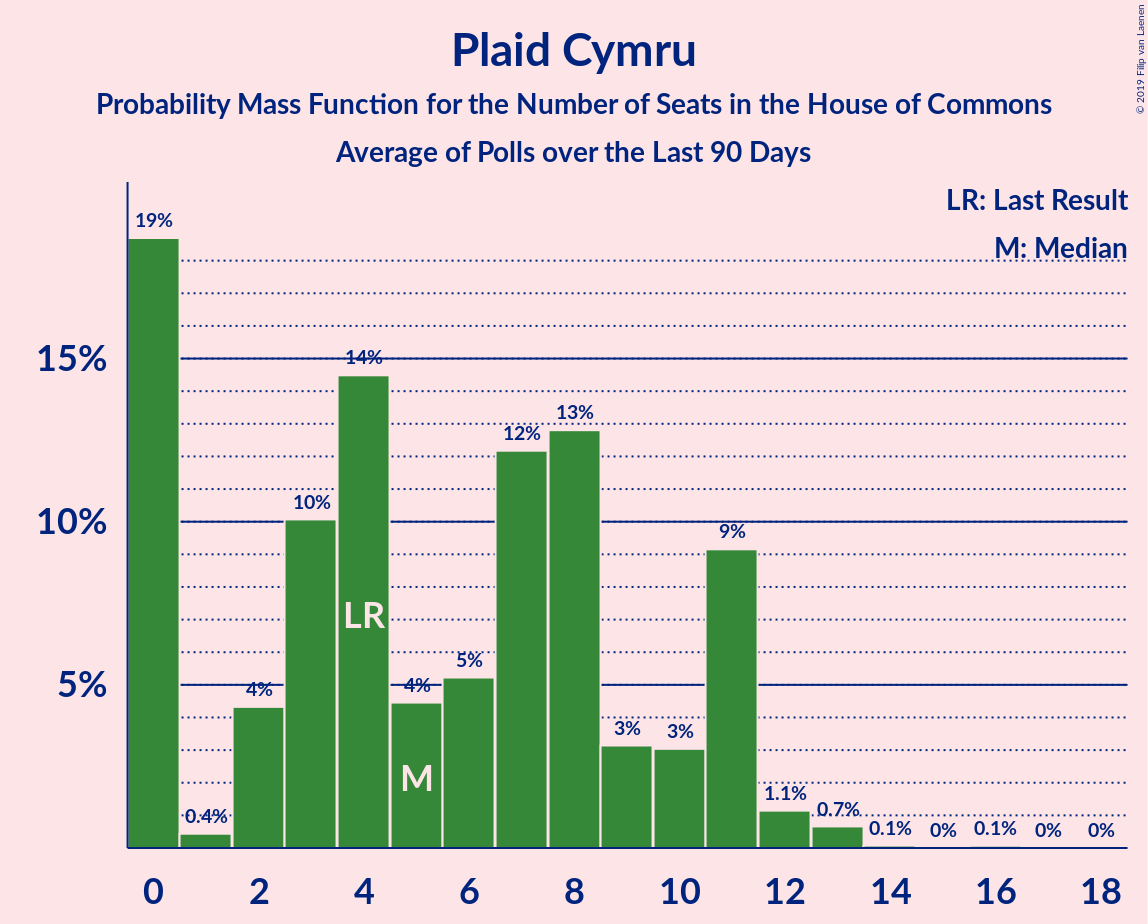 Plaid Cymru
Probability Mass Function for the Number of Seats in the House of Commons
Average of Polls over the Last 90 Days
© 2019 Filip van Laenen
LR: Last Result
M: Median
15%
10%
5%
19%
0.4%
4%
10%
14%
4%
5%
12%
13%
3%
3%
9%
1.1%
0.7%
0.1%
0%
0.1%
0%
0%
LR
M
0 2 4 6 8 10 12 14 16 18